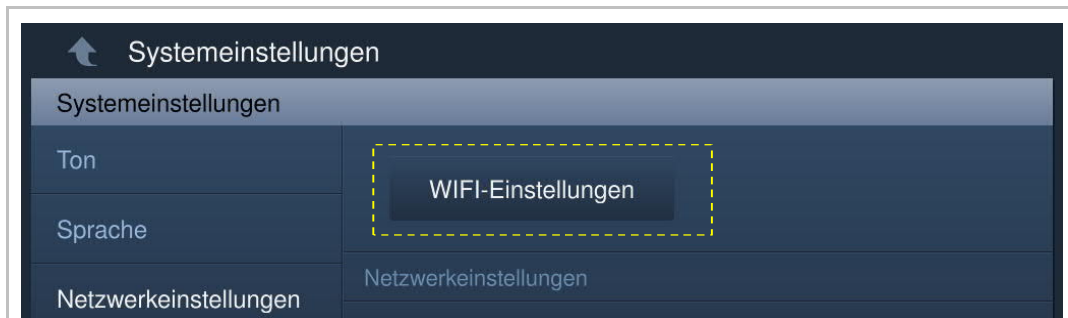 Systemeinstellungen
Systemeinstellungen
Ton
WIFI-Einstellungen
Sprache
Netzwerkeinstellungen
Netzwerkeinstellungen